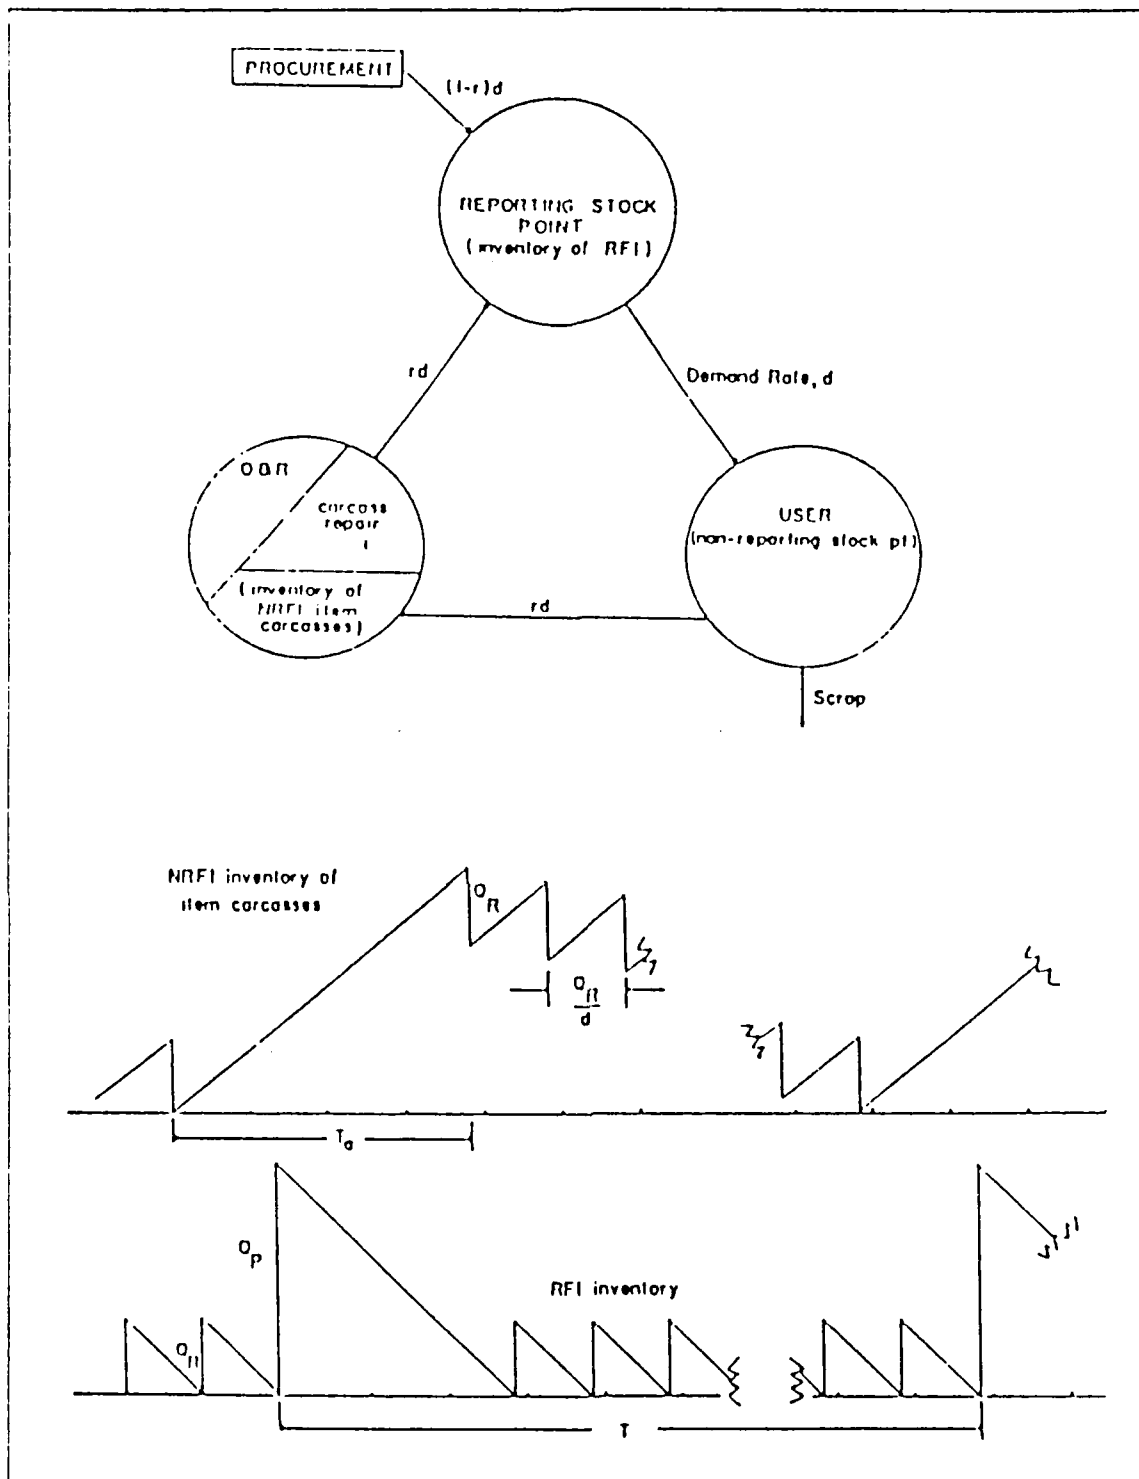 PROCUREMENT
(1-r)d
REPORTING STOCK
POINT
(inventory of RFI)
rd
Demand Rate, d
O&R
carcass
repair
(inventory of
NRFI item
carcasses)
USER
(non-reporting stock pt)
rd
Scrap
NRFI inventory of
item carcasses
Q_R
Q_R
d
T_a
Q_P
RFI inventory
Q_R
T